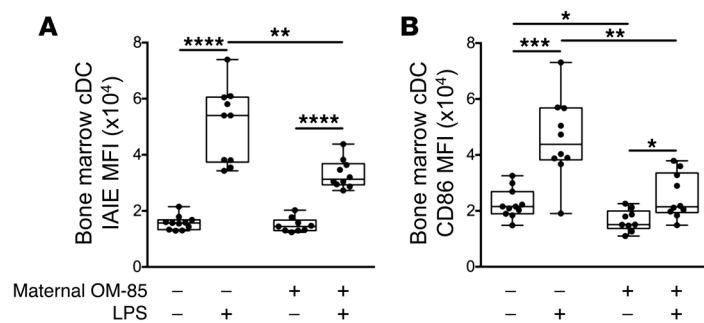 A
B
**** **
* *** **
**** *
Bone marrow cDC
IAIE MFI (x10⁴)
8
6
4
2
0
Bone marrow cDC
CD86 MFI (x10⁴)
8
6
4
2
0
Maternal OM-85 – – + + – – + +
LPS – + – + – + – +